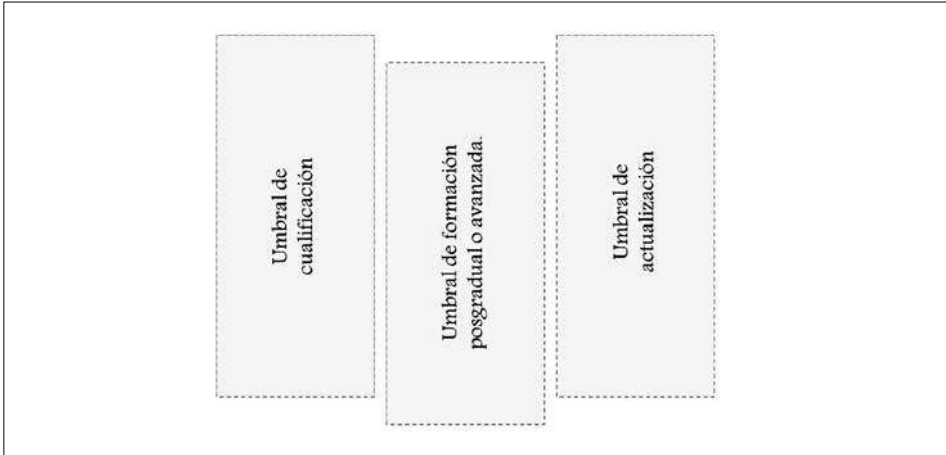 Umbral de
cualificación
Umbral de formación
posgradual o avanzada.
Umbral de
actualización